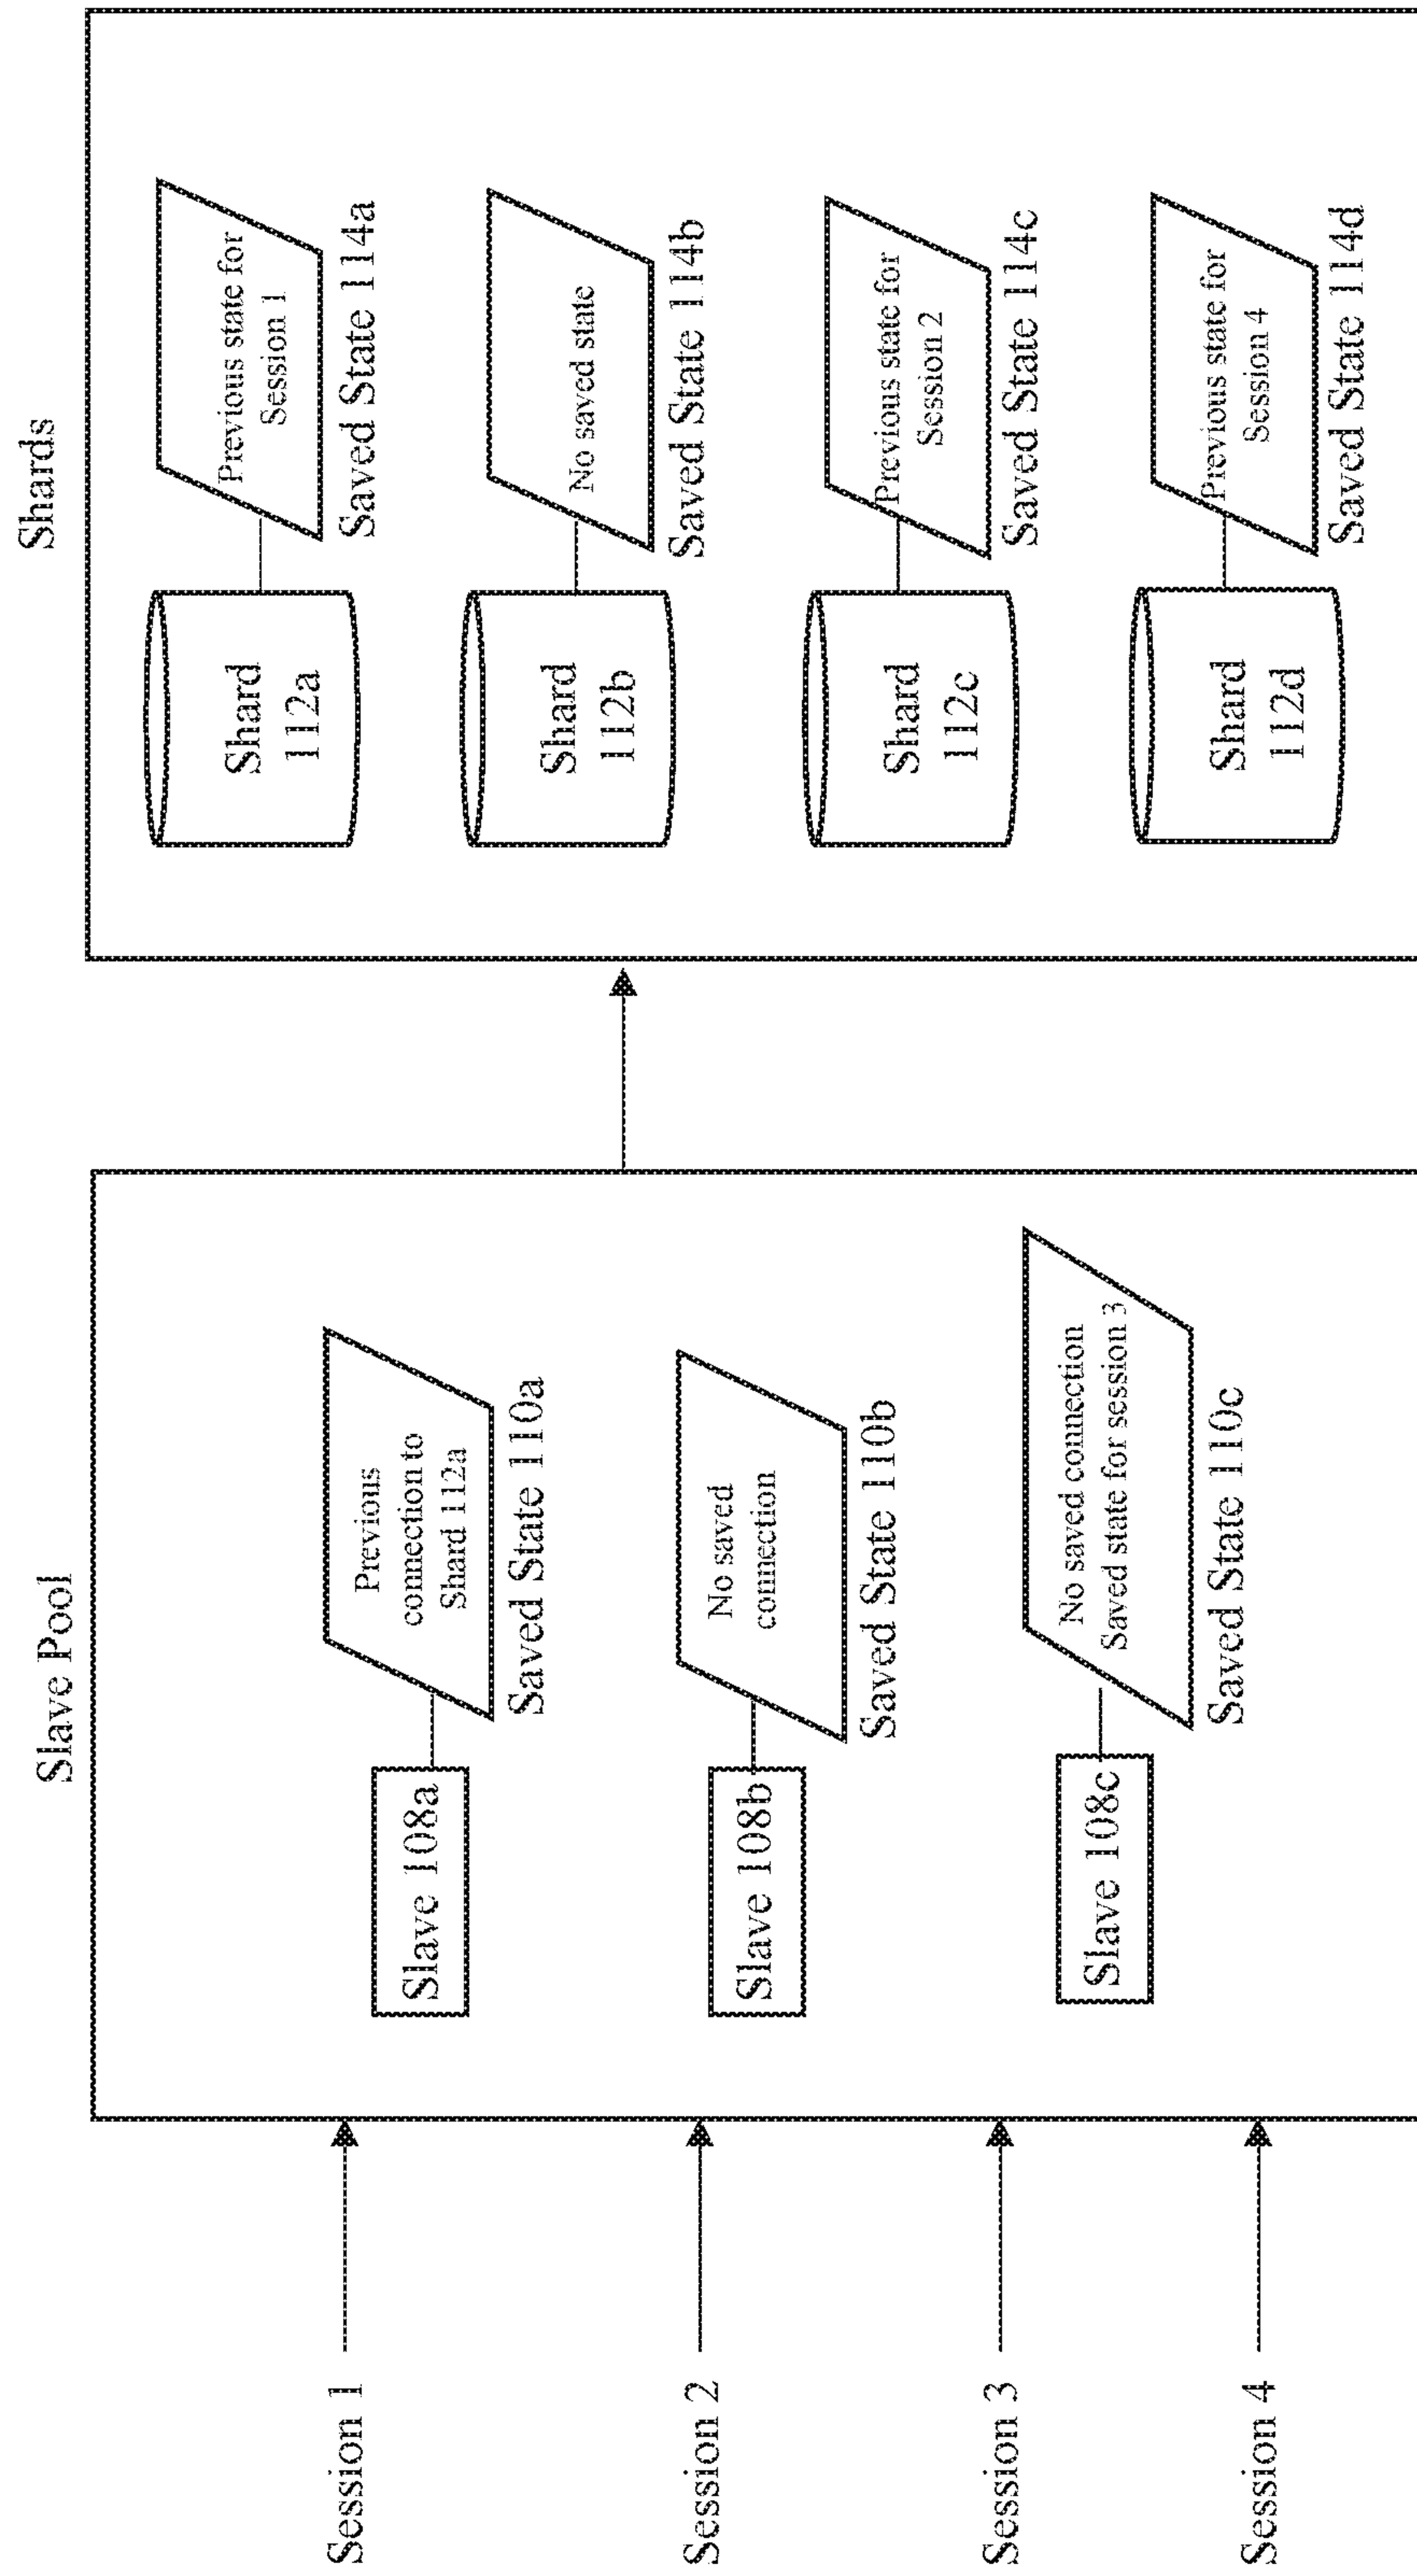 Session 1
Session 2
Session 3
Session 4
Slave Pool
Slave 108a
Previous
connection to
Shard 112a
Saved State 110a
Slave 108b
No saved
connection
Saved State 110b
Slave 108c
No saved connection
Saved state for session 3
Saved State 110c
Shards
Shard
112a
Previous state for
Session 1
Saved State 114a
Shard
112b
No saved state
Saved State 114b
Shard
112c
Previous state for
Session 2
Saved State 114c
Shard
112d
Previous state for
Session 4
Saved State 114d